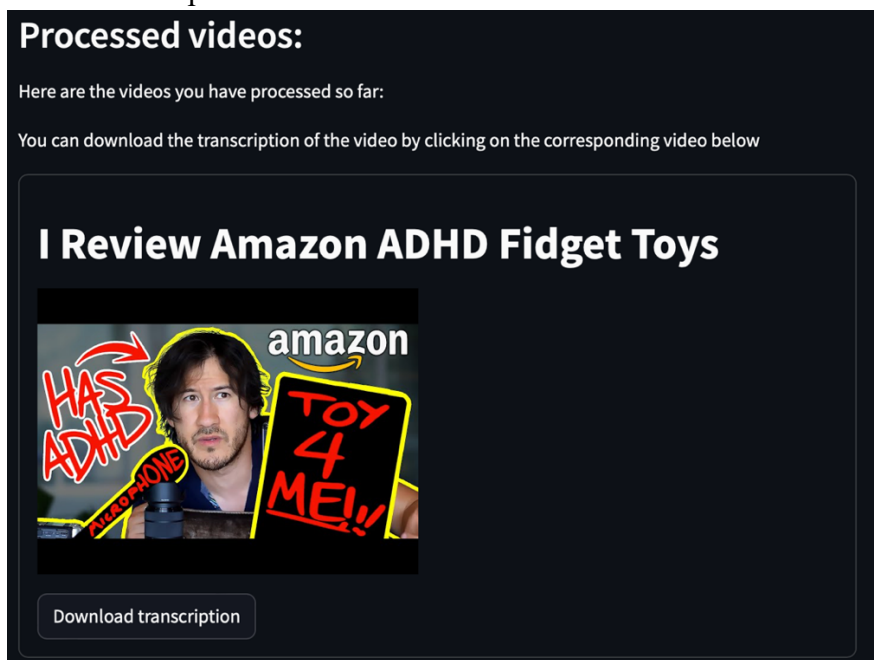 Processed videos:
Here are the videos you have processed so far:
You can download the transcription of the video by clicking on the corresponding video below
I Review Amazon ADHD Fidget Toys
amazon
HAS
ADHD
TOY
4
ME!!
MICROPHONE
Download transcription